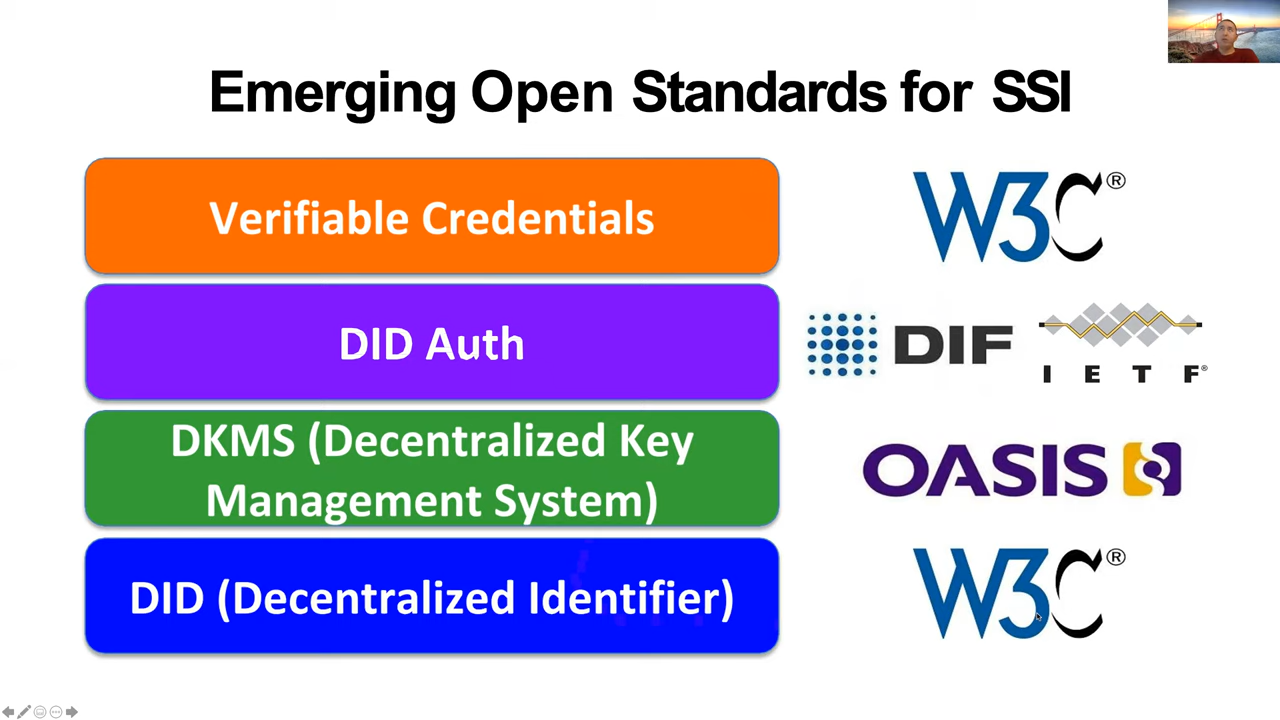 Emerging Open Standards for SSI
Verifiable Credentials
W3C®
DID Auth
DIF
IETF®
DKMS (Decentralized Key
Management System)
OASIS
DID (Decentralized Identifier)
W3C®